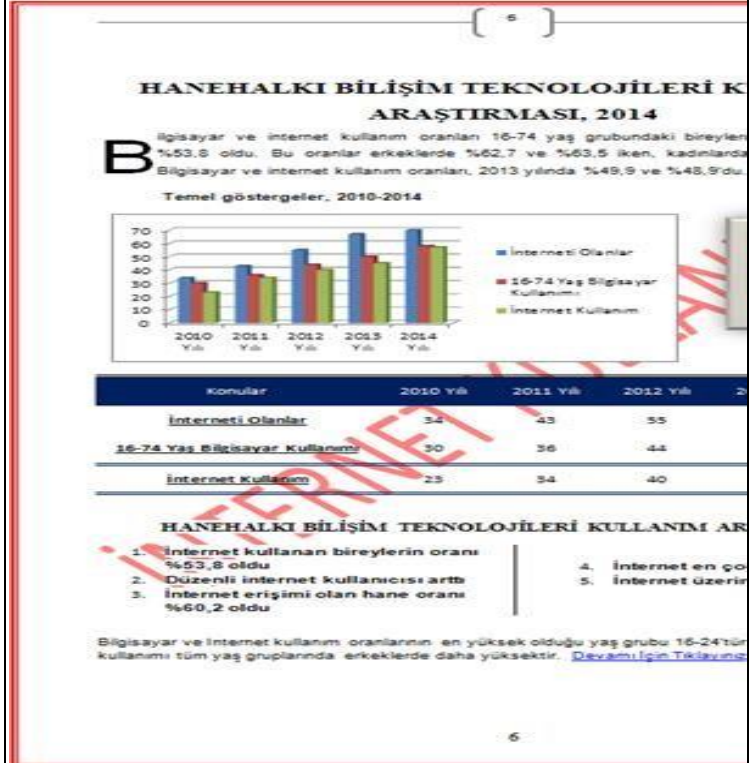 6
HANEHALKI BİLİŞİM TEKNOLOJİLERİ K
ARAŞTIRMASI, 2014
Bilgisayar ve internet kullanım oranları 16-74 yaş grubundaki bireyler
%53,8 oldu. Bu oranlar erkeklerde %62,7 ve %63,5 iken, kadınlarda
Bilgisayar ve internet kullanım oranları, 2013 yılında %49,9 ve %48,9'du.
Temel göstergeler, 2010-2014
70
60
50
40
30
20
10
0
2010 Yılı 2011 Yılı 2012 Yılı 2013 Yılı 2014 Yılı
İnterneti Olanlar
16-74 Yaş Bilgisayar
Kullanımı
İnternet Kullanım
Konular 2010 Yılı 2011 Yılı 2012 Yılı 2
İnterneti Olanlar 34 43 55
16-74 Yaş Bilgisayar Kullanımı 30 36 44
İnternet Kullanım 23 34 40
İNTERNET
HANEHALKI BİLİŞİM TEKNOLOJİLERİ KULLANIM AR
1. İnternet kullanan bireylerin oranı
%53,8 oldu
2. Düzenli internet kullanıcısı arttı
3. İnternet erişimi olan hane oranı
%60,2 oldu
4. İnternet en ço
5. İnternet üzerin
Bilgisayar ve İnternet kullanım oranlarının en yüksek olduğu yaş grubu 16-24'tür
kullanımı tüm yaş gruplarında erkeklerde daha yüksektir. Devamı İçin Tıklayınız
6